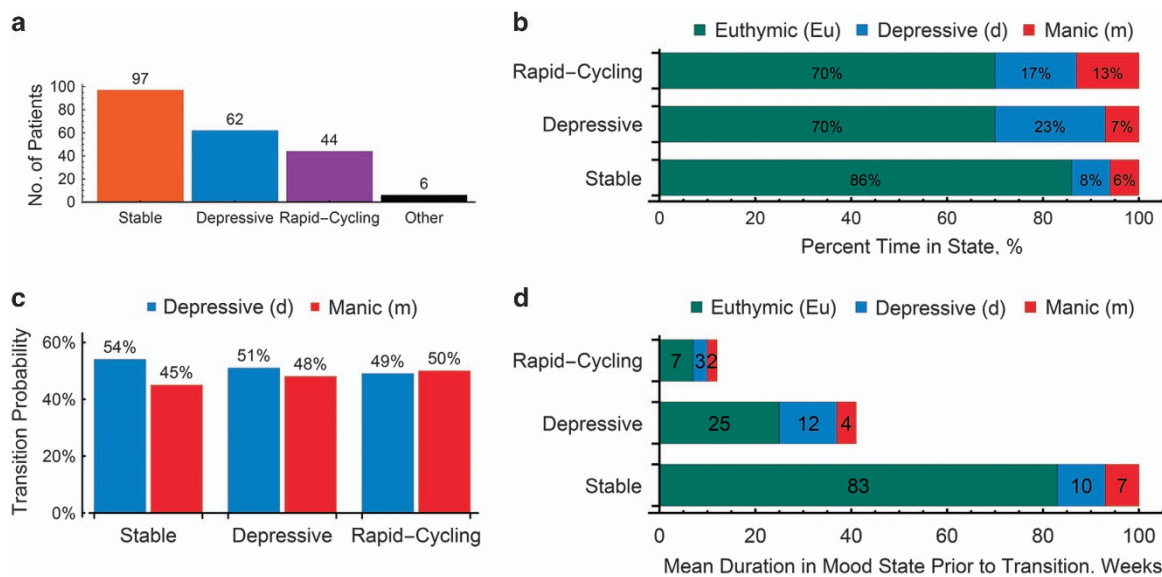 a
No. of Patients
100
80
60
40
20
0
97
62
44
6
Stable Depressive Rapid–Cycling Other
b
Euthymic (Eu) Depressive (d) Manic (m)
Rapid–Cycling 70% 17% 13%
Depressive 70% 23% 7%
Stable 86% 8% 6%
0 20 40 60 80 100
Percent Time in State, %
c
Depressive (d) Manic (m)
Transition Probability
60%
40%
20%
0%
54% 45% 51% 48% 49% 50%
Stable Depressive Rapid–Cycling
d
Euthymic (Eu) Depressive (d) Manic (m)
Rapid–Cycling 7 3 2
Depressive 25 12 4
Stable 83 10 7
0 20 40 60 80 100
Mean Duration in Mood State Prior to Transition, Weeks